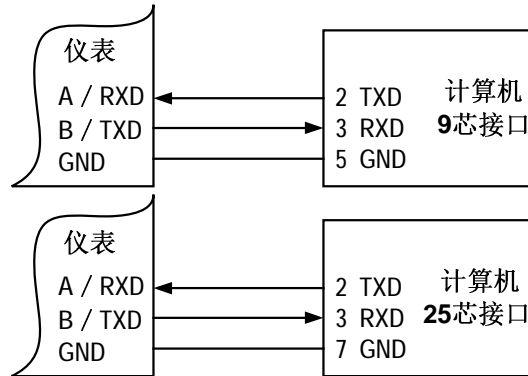 仪表
A / RXD
B / TXD
GND
2 TXD
3 RXD
5 GND
计算机
9芯接口
仪表
A / RXD
B / TXD
GND
2 TXD
3 RXD
7 GND
计算机
25芯接口